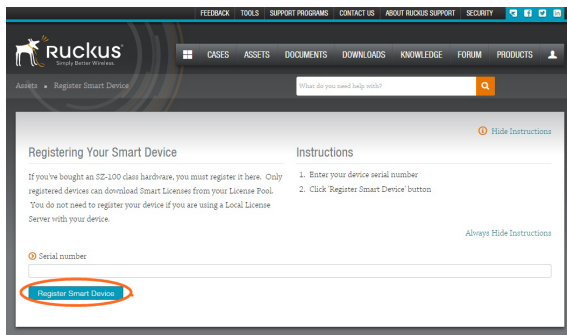 FEEDBACK TOOLS SUPPORT PROGRAMS CONTACT US ABOUT RUCKUS SUPPORT SECURITY
Ruckus
Simply Better Wireless.
CASES ASSETS DOCUMENTS DOWNLOADS KNOWLEDGE FORUM PRODUCTS
Assets • Register Smart Device
What do you need help with?
Hide Instructions
Registering Your Smart Device
If you've bought an SZ-100 class hardware, you must register it here. Only
registered devices can download Smart Licenses from your License Pool.
You do not need to register your device if you are using a Local License
Server with your device.
Instructions
1. Enter your device serial number
2. Click 'Register Smart Device' button
Always Hide Instructions
Serial number
Register Smart Device